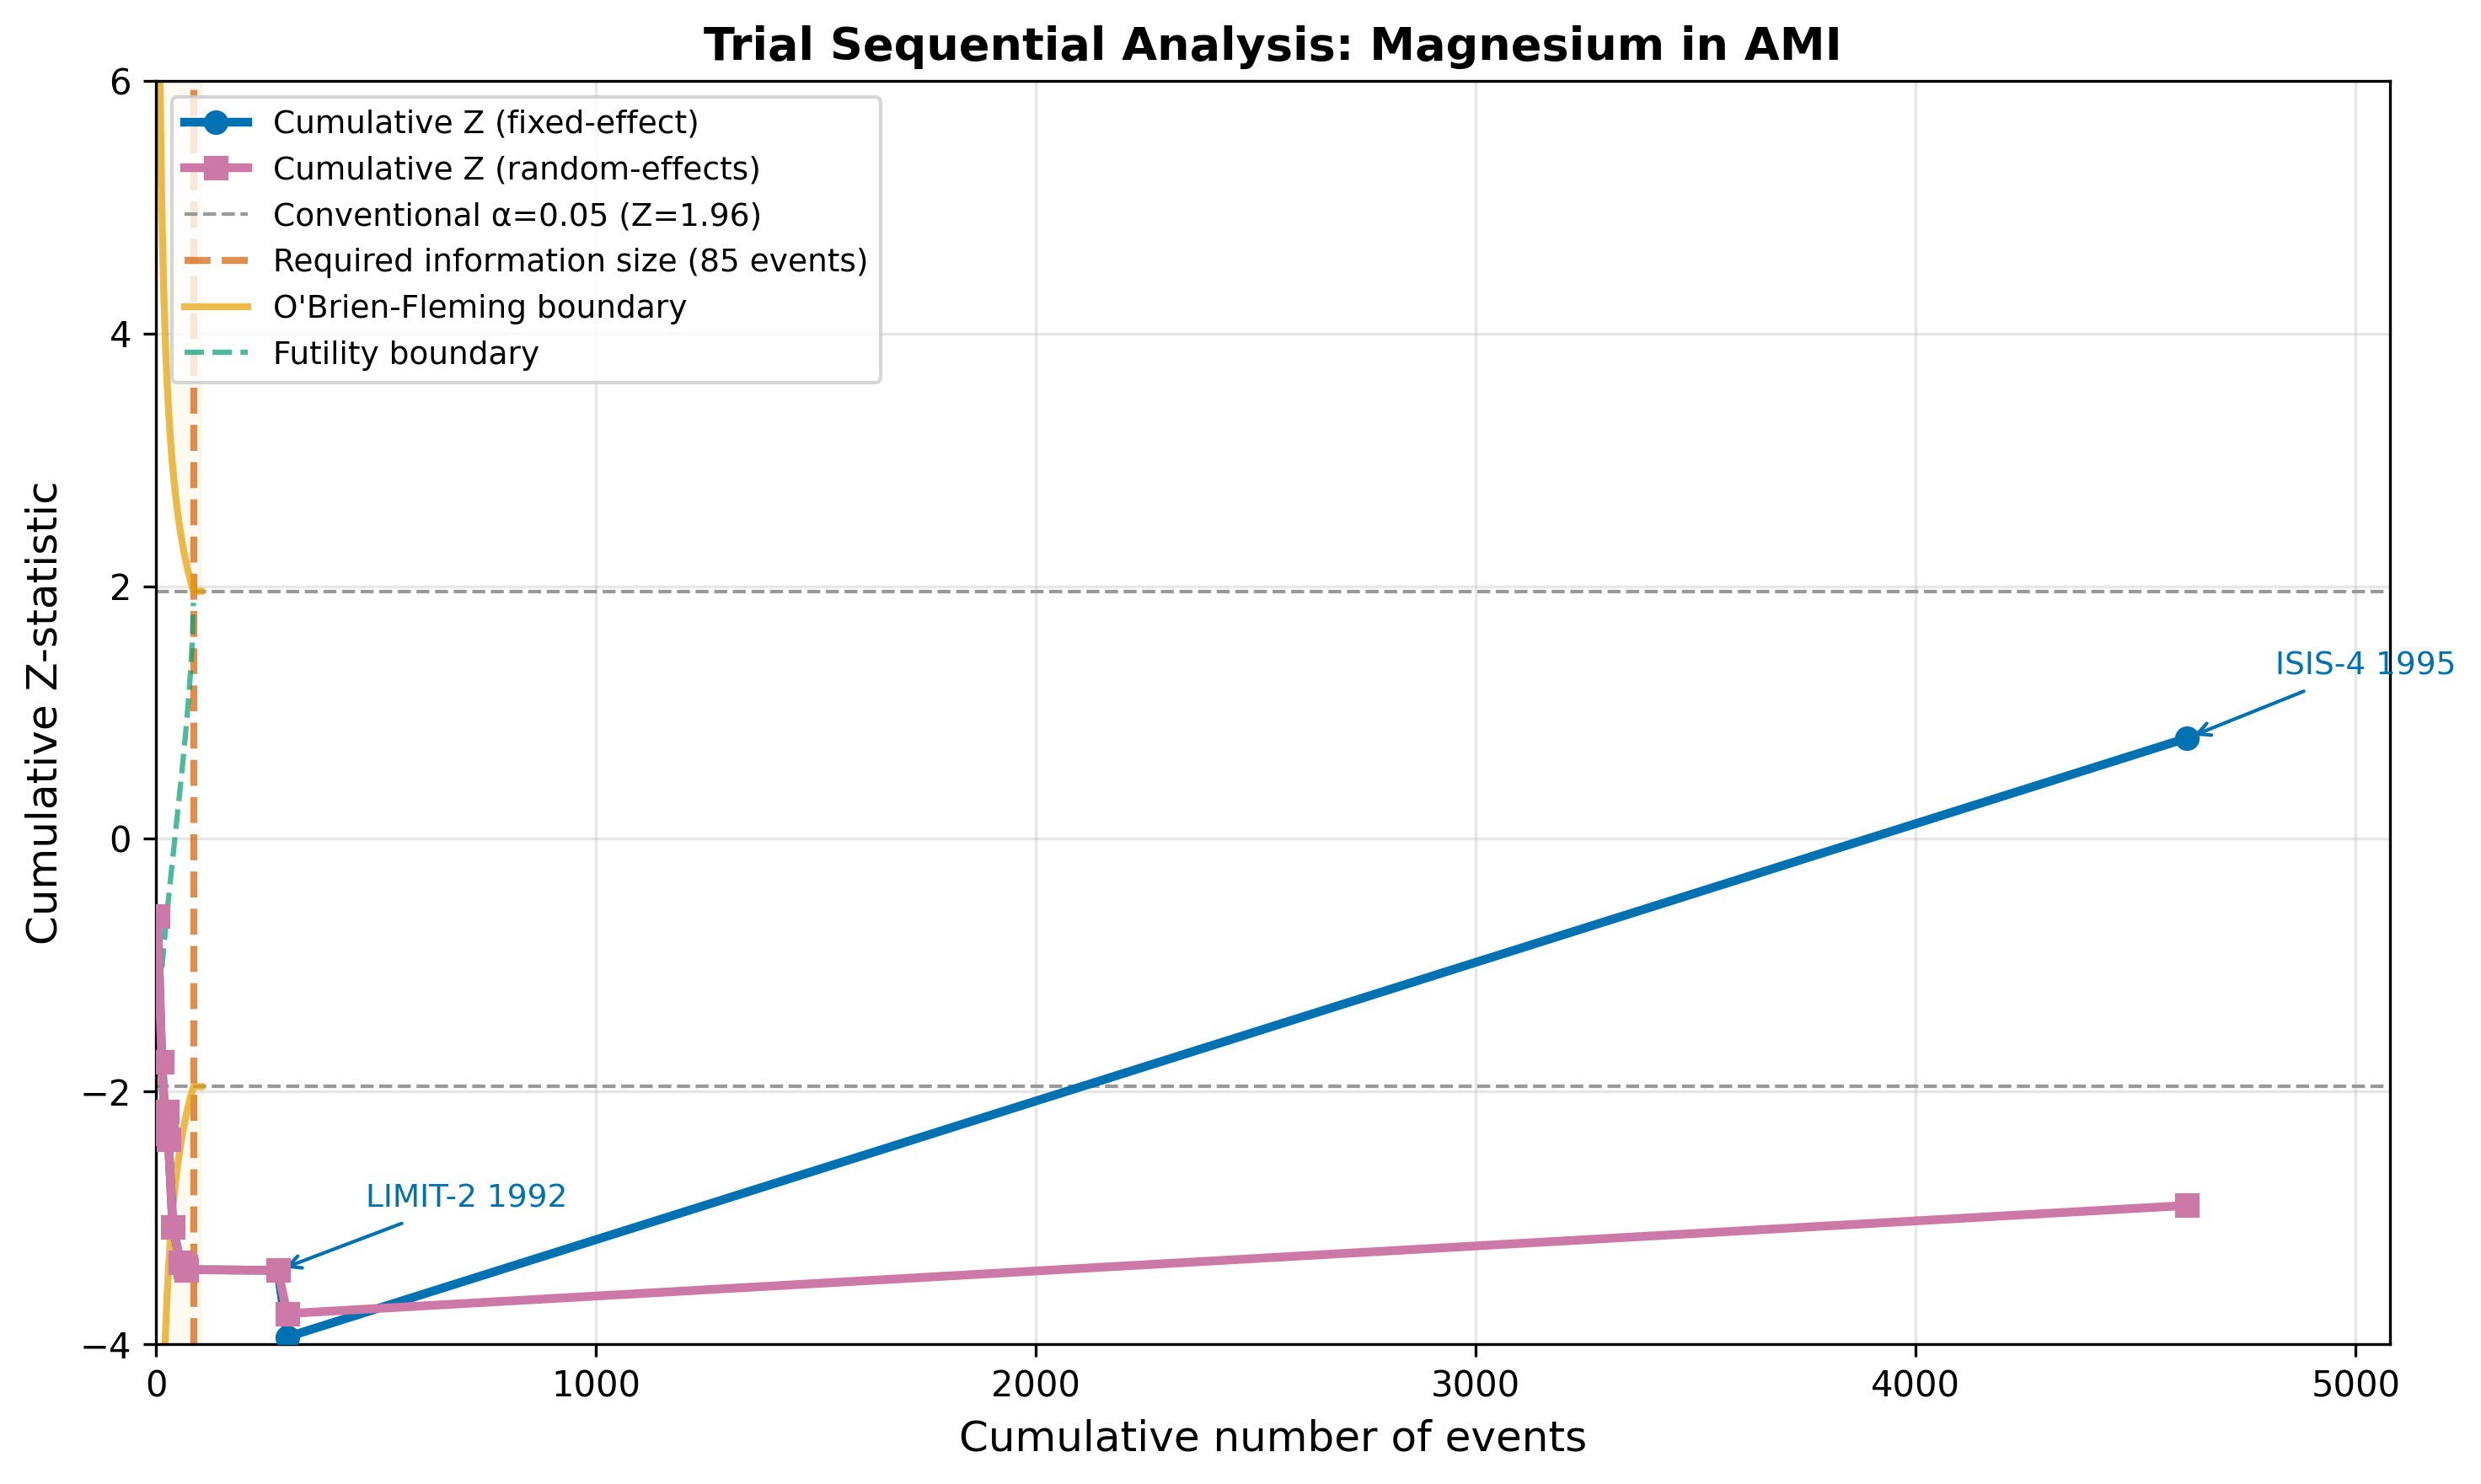 Trial Sequential Analysis: Magnesium in AMI
Cumulative Z-statistic
6
4
2
0
−2
−4
Cumulative Z (fixed-effect)
Cumulative Z (random-effects)
Conventional α=0.05 (Z=1.96)
Required information size (85 events)
O'Brien-Fleming boundary
Futility boundary
ISIS-4 1995
LIMIT-2 1992
0
1000
2000
3000
4000
5000
Cumulative number of events